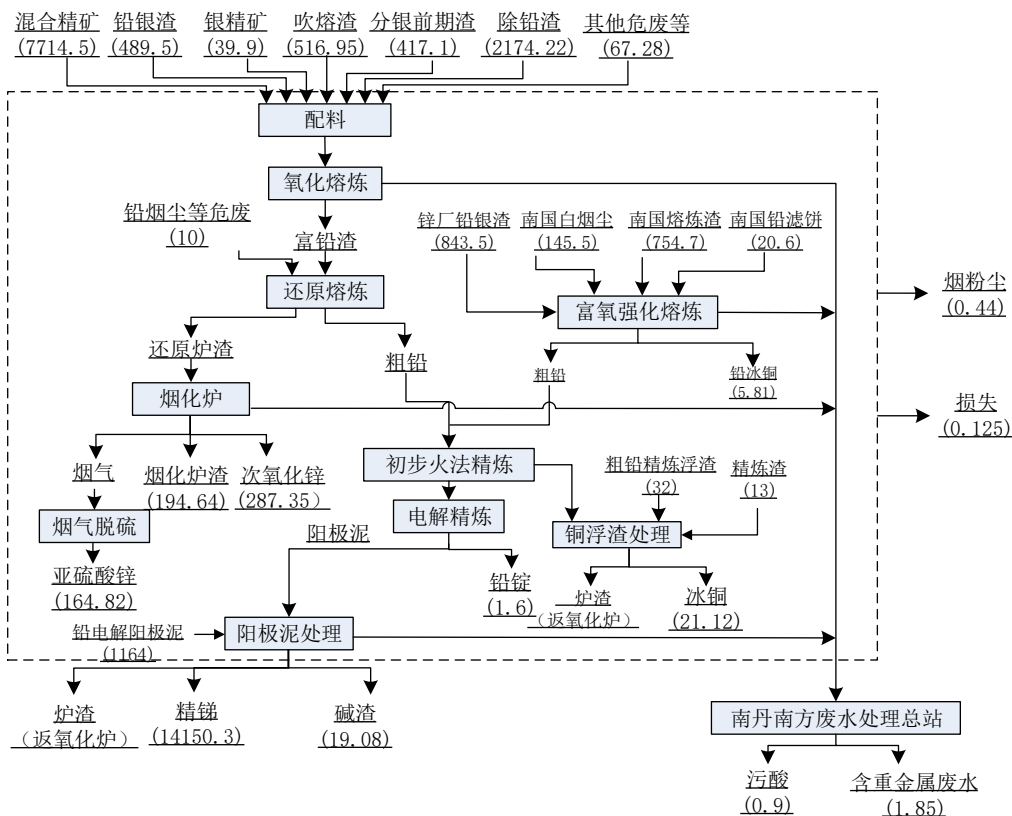 混合精矿
(7714.5)
铅银渣
(489.5)
银精矿
(39.9)
吹熔渣
(516.95)
分银前期渣
(417.1)
除铅渣
(2174.22)
其他危废等
(67.28)
配料
氧化熔炼
铅烟尘等危废
(10)
富铅渣
还原熔炼
锌厂铅银渣
(843.5)
南国白烟尘
(145.5)
南国熔炼渣
(754.7)
南国铅滤饼
(20.6)
富氧强化熔炼
烟粉尘
(0.44)
还原炉渣
粗铅
粗铅
铅冰铜
(5.81)
烟化炉
损失
(0.125)
烟气
烟化炉渣
(194.64)
次氧化锌
(287.35)
初步火法精炼
粗铅精炼浮渣
(32)
精炼渣
(13)
烟气脱硫
电解精炼
铜浮渣处理
阳极泥
亚硫酸锌
(164.82)
铅锭
(1.6)
炉渣
（返氧化炉）
冰铜
(21.12)
铅电解阳极泥
(1164)
阳极泥处理
炉渣
（返氧化炉）
精锑
(14150.3)
碱渣
(19.08)
南丹南方废水处理总站
污酸
(0.9)
含重金属废水
(1.85)